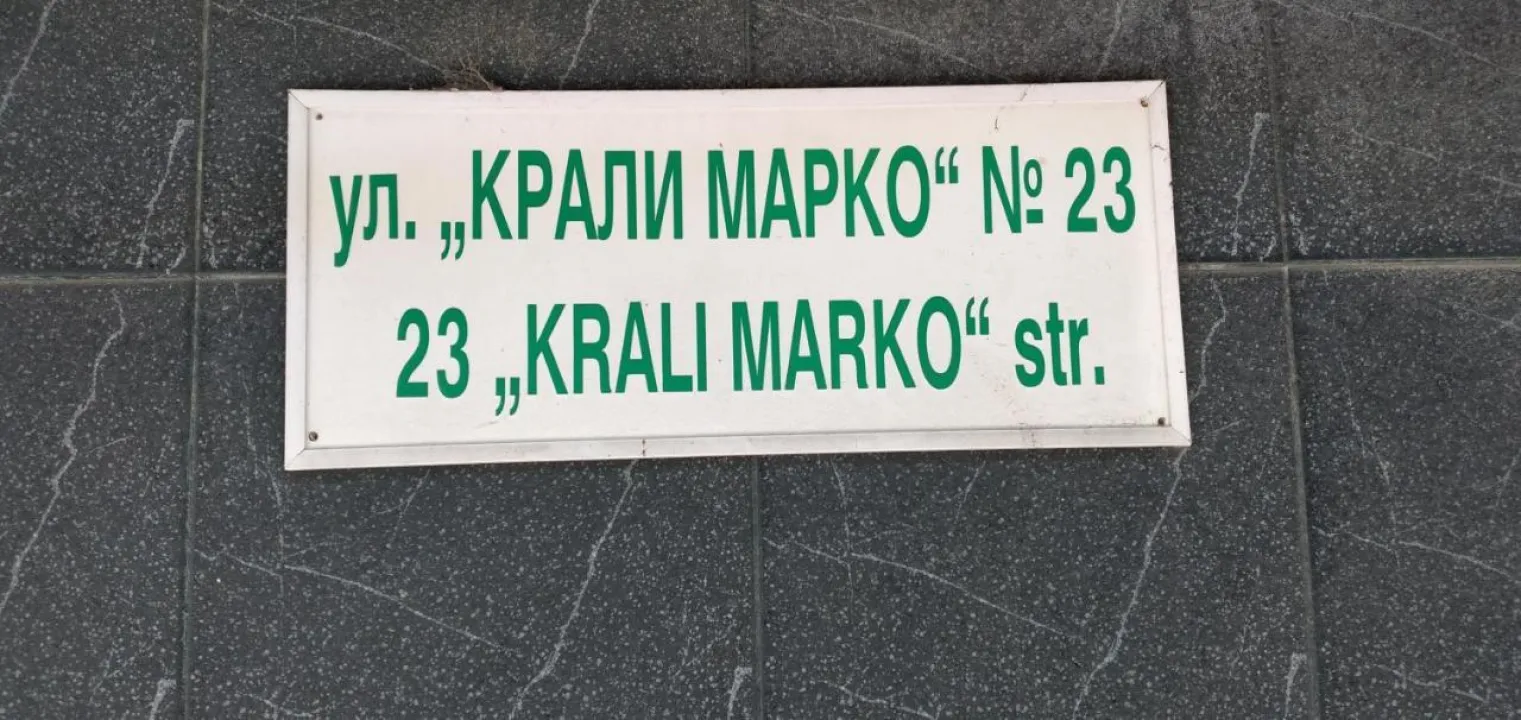 ул. „КРАЛИ МАРКО“ № 23
23 „KRALI MARKO“ str.